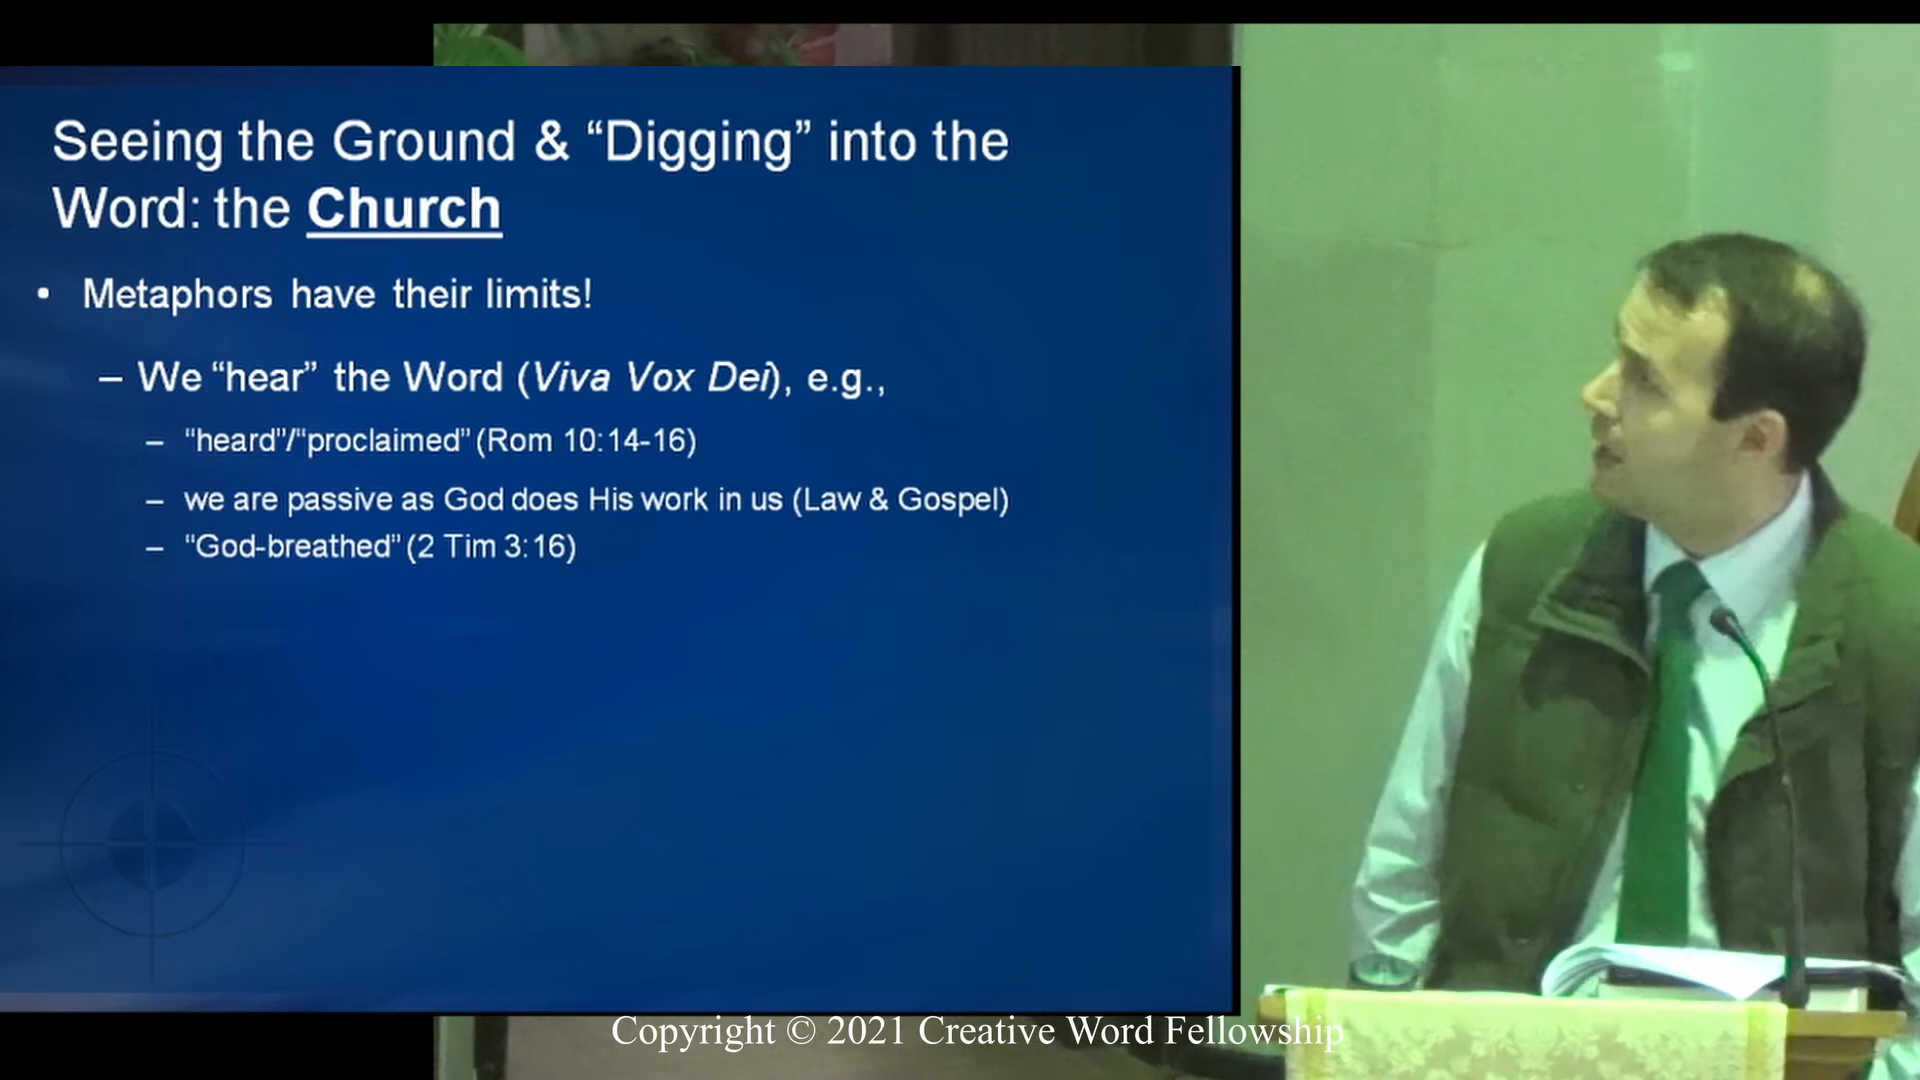 Seeing the Ground & “Digging” into the
Word: the Church
• Metaphors have their limits!
– We “hear” the Word (Viva Vox Dei), e.g.,
– “heard”/“proclaimed” (Rom 10:14-16)
– we are passive as God does His work in us (Law & Gospel)
– “God-breathed” (2 Tim 3:16)
Copyright © 2021 Creative Word Fellowship